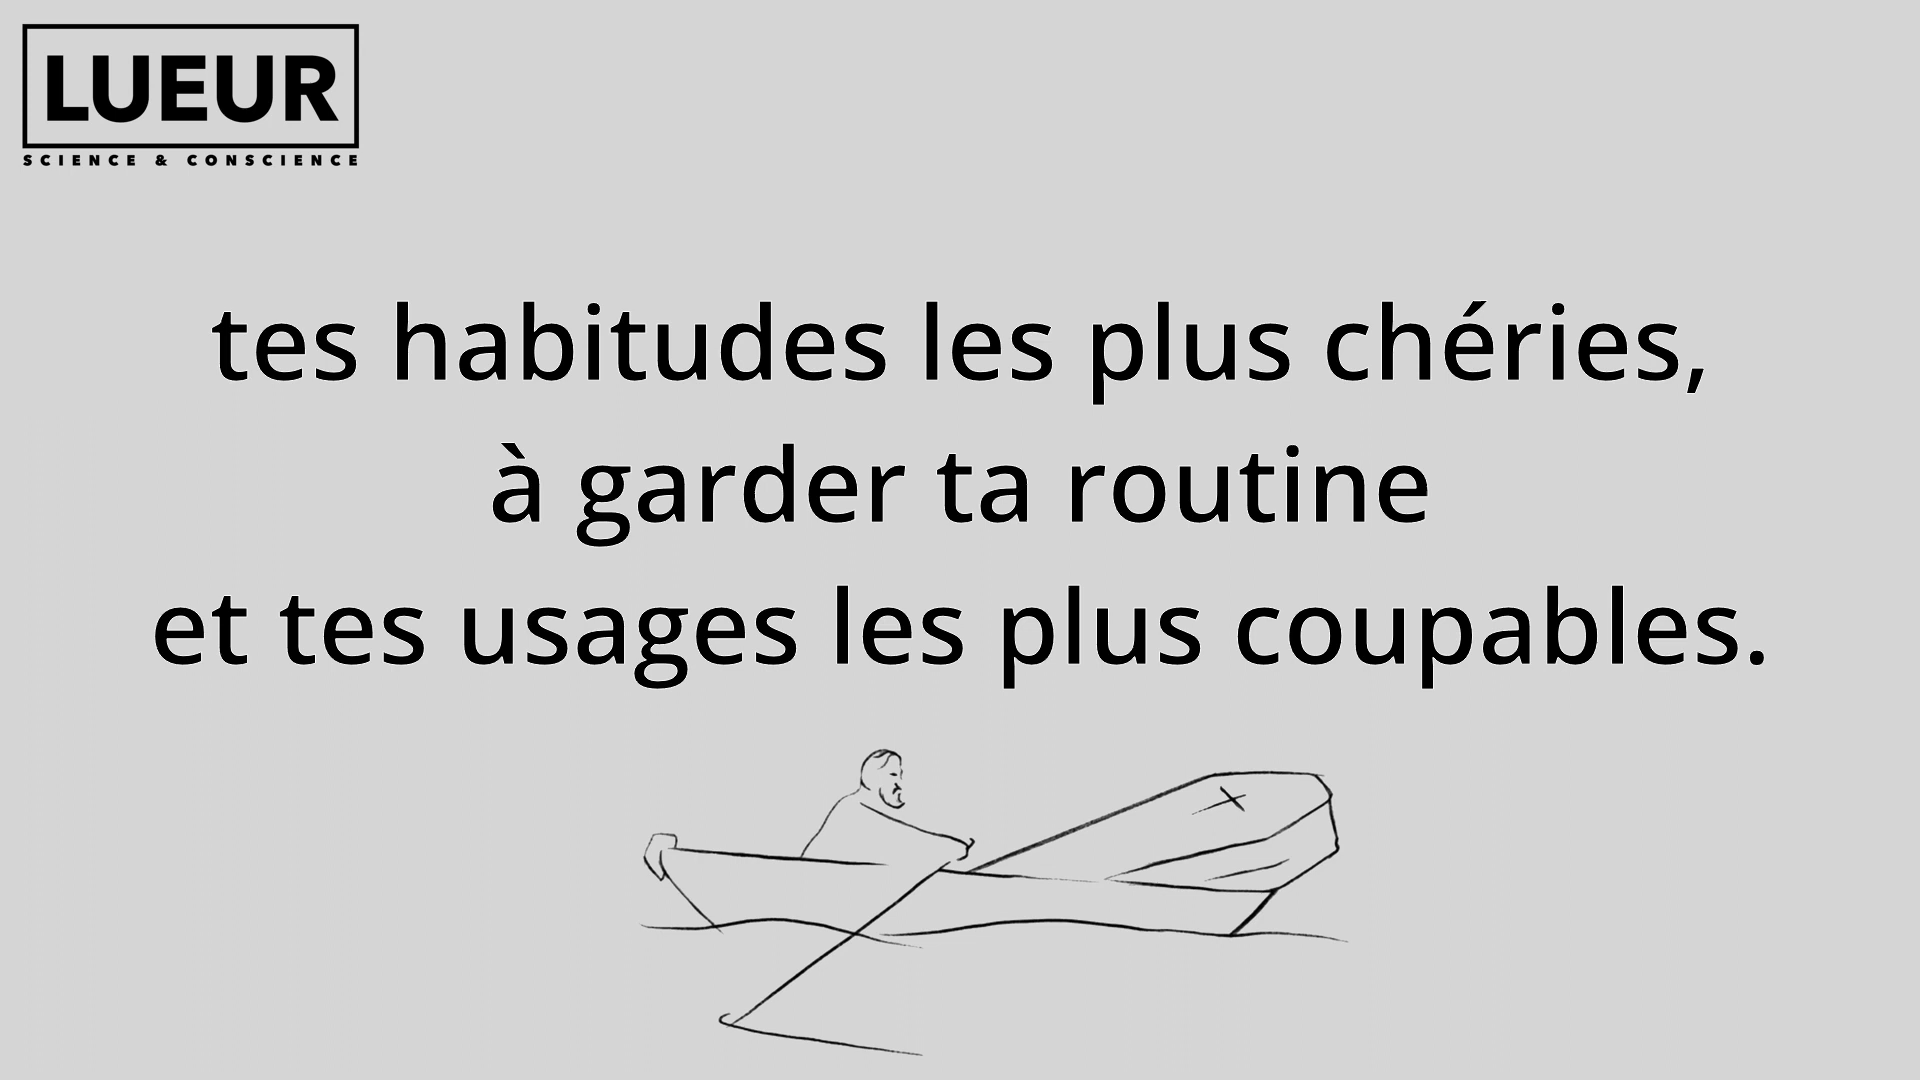 LUEUR
SCIENCE & CONSCIENCE
tes habitudes les plus chéries,
à garder ta routine
et tes usages les plus coupables.